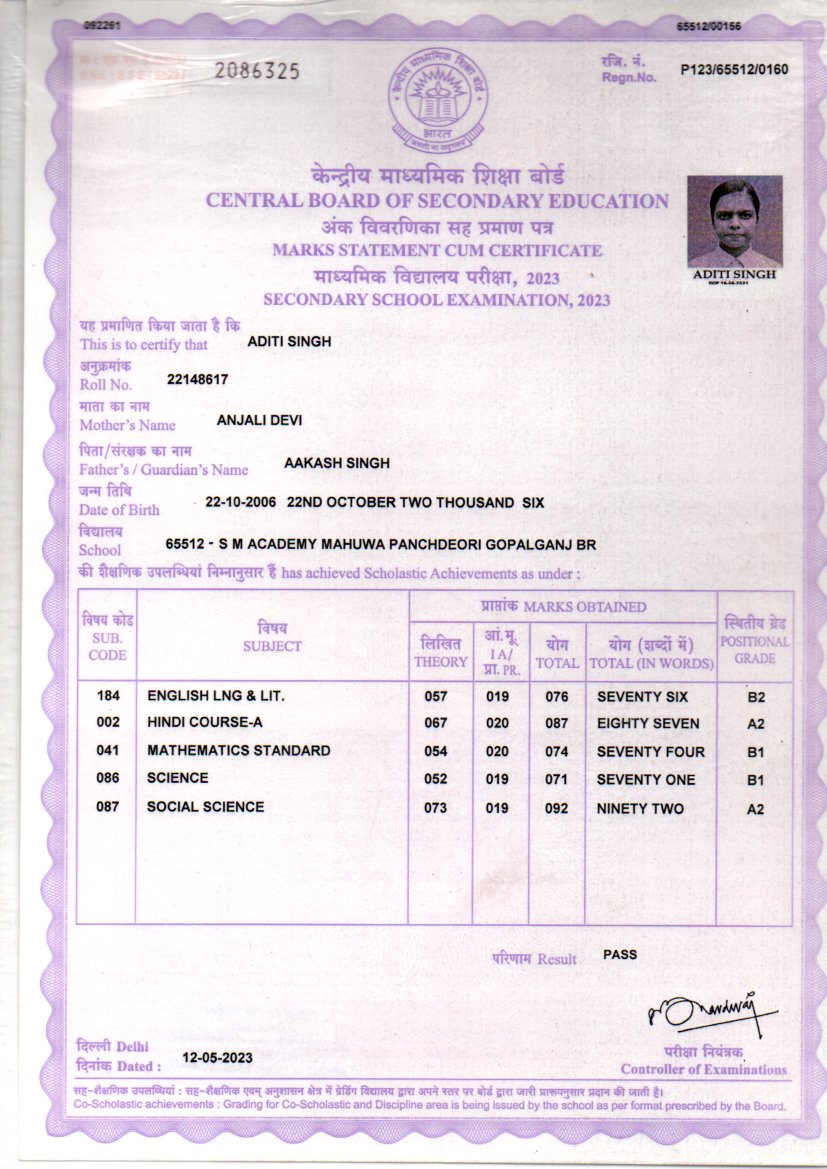 092261
65512/00156
2086325
रजि. नं.
Regn.No. P123/65512/0160
केन्द्रीय माध्यमिक शिक्षा बोर्ड
भारत
असतो मा सद्गमय
केन्द्रीय माध्यमिक शिक्षा बोर्ड
CENTRAL BOARD OF SECONDARY EDUCATION
अंक विवरणिका सह प्रमाण पत्र
MARKS STATEMENT CUM CERTIFICATE
ADITI SINGH
माध्यमिक विद्यालय परीक्षा, 2023
SECONDARY SCHOOL EXAMINATION, 2023
यह प्रमाणित किया जाता है कि
This is to certify that ADITI SINGH
अनुक्रमांक
Roll No. 22148617
माता का नाम
Mother's Name ANJALI DEVI
पिता/संरक्षक का नाम
Father's / Guardian's Name AAKASH SINGH
जन्म तिथि
Date of Birth 22-10-2006 22ND OCTOBER TWO THOUSAND SIX
विद्यालय
School 65512 - S M ACADEMY MAHUWA PANCHDEORI GOPALGANJ BR
की शैक्षणिक उपलब्धियां निम्नानुसार हैं has achieved Scholastic Achievements as under :
विषय कोड
SUB.
CODE
विषय
SUBJECT
प्राप्तांक MARKS OBTAINED
लिखित
THEORY
आं.मू.
I A/
प्रा. PR.
योग
TOTAL
योग (शब्दों में)
TOTAL (IN WORDS)
स्थितीय ग्रेड
POSITIONAL
GRADE
184 ENGLISH LNG & LIT. 057 019 076 SEVENTY SIX B2
002 HINDI COURSE-A 067 020 087 EIGHTY SEVEN A2
041 MATHEMATICS STANDARD 054 020 074 SEVENTY FOUR B1
086 SCIENCE 052 019 071 SEVENTY ONE B1
087 SOCIAL SCIENCE 073 019 092 NINETY TWO A2
परिणाम Result PASS
दिल्ली Delhi
दिनांक Dated : 12-05-2023
परीक्षा नियंत्रक
Controller of Examinations
सह-शैक्षणिक उपलब्धियां : सह-शैक्षणिक एवम् अनुशासन क्षेत्र में ग्रेडिंग विद्यालय द्वारा अपने स्तर पर बोर्ड द्वारा जारी प्रारूपनुसार प्रदान की जाती है।
Co-Scholastic achievements : Grading for Co-Scholastic and Discipline area is being issued by the school as per format prescribed by the Board.